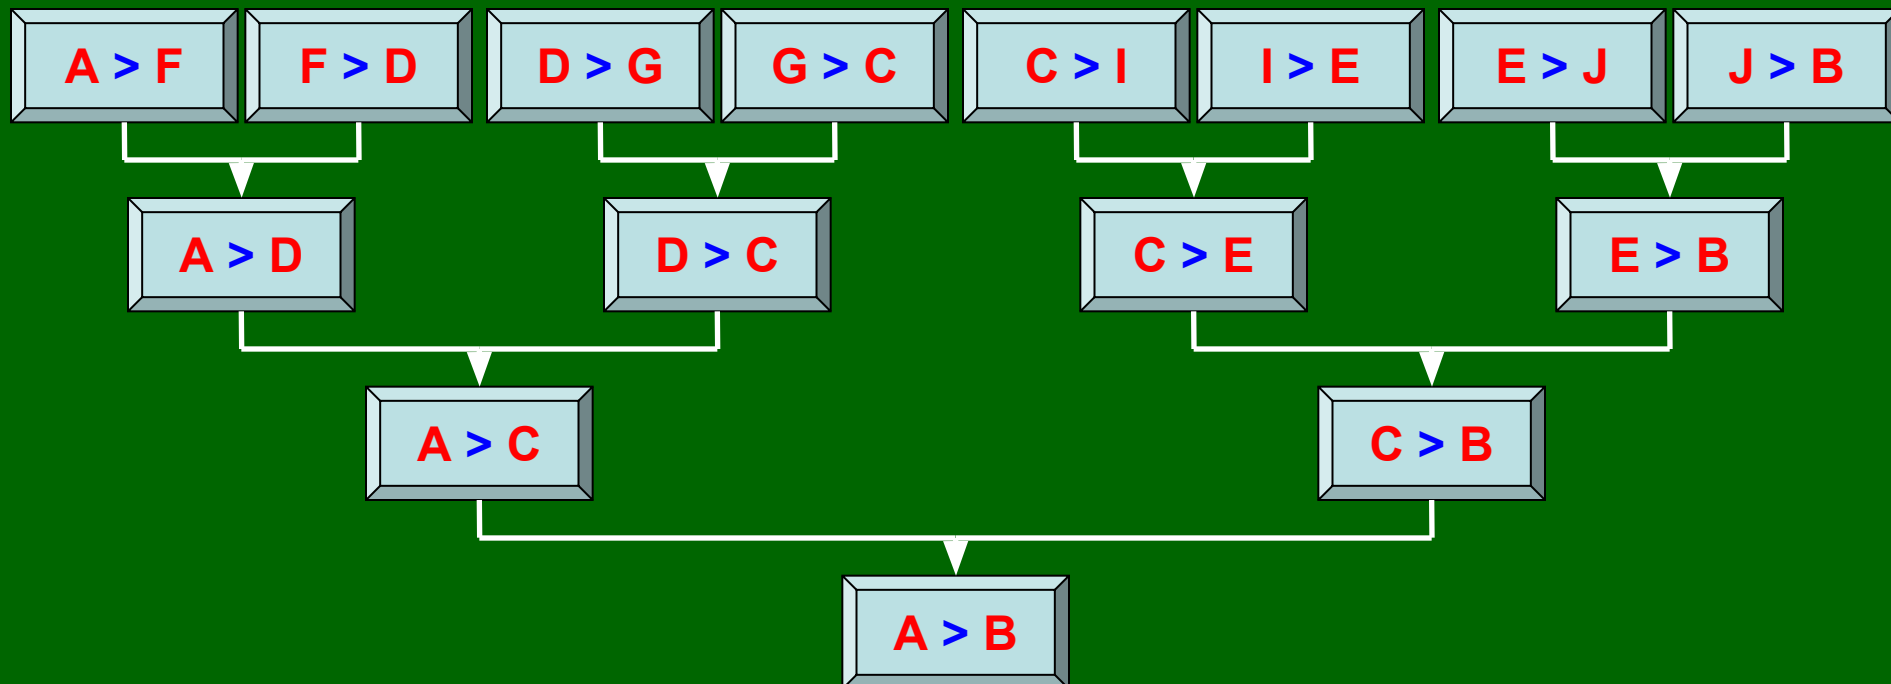 A > F
F > D
D > G
G > C
C > I
I > E
E > J
J > B
A > D
D > C
C > E
E > B
A > C
C > B
A > B